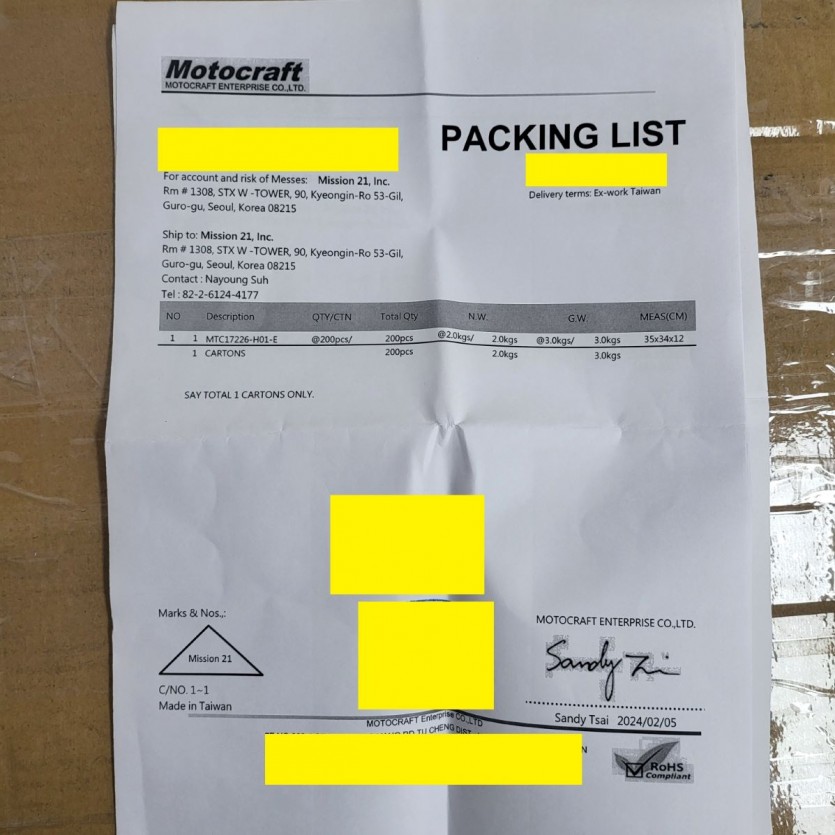 Motocraft
MOTOCRAFT ENTERPRISE CO.,LTD.
PACKING LIST
For account and risk of Messes: Mission 21, Inc.
Rm # 1308, STX W -TOWER, 90, Kyeongin-Ro 53-Gil,
Guro-gu, Seoul, Korea 08215
Delivery terms: Ex-work Taiwan
Ship to: Mission 21, Inc.
Rm # 1308, STX W -TOWER, 90, Kyeongin-Ro 53-Gil,
Guro-gu, Seoul, Korea 08215
Contact : Nayoung Suh
Tel : 82-2-6124-4177
NO Description QTY/CTN Total Qty N.W. G.W. MEAS(CM)
1 1 MTC17226-H01-E @200pcs/ 200pcs @2.0kgs/ 2.0kgs @3.0kgs/ 3.0kgs 35x34x12
1 CARTONS 200pcs 2.0kgs 3.0kgs
SAY TOTAL 1 CARTONS ONLY.
Marks & Nos.,:
Mission 21
C/NO. 1~1
Made in Taiwan
MOTOCRAFT ENTERPRISE CO.,LTD.
Sandy Tsai 2024/02/05
MOTOCRAFT Enterprise CO.,LTD
RD TU CHENG DIST.
RoHS
Compliant